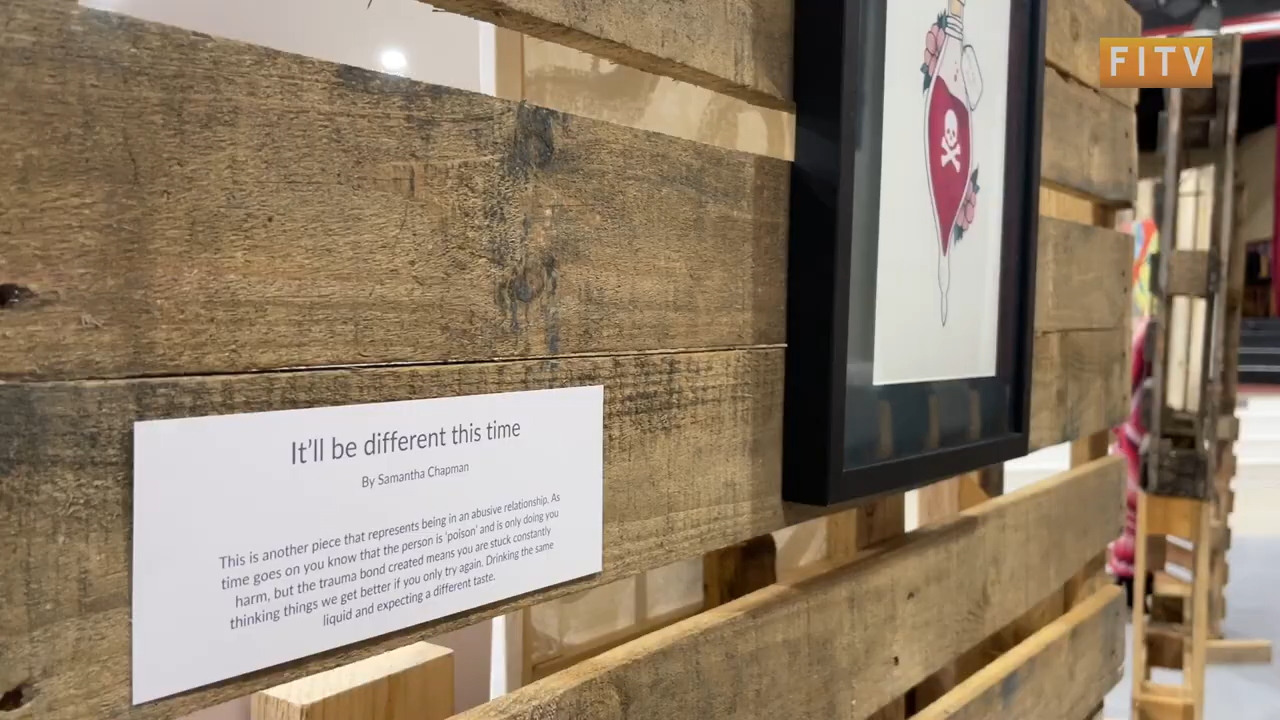 FITV
It'll be different this time
By Samantha Chapman
This is another piece that represents being in an abusive relationship. As
time goes on you know that the person is 'poison' and is only doing you
harm, but the trauma bond created means you are stuck constantly
thinking things we get better if you only try again. Drinking the same
liquid and expecting a different taste.